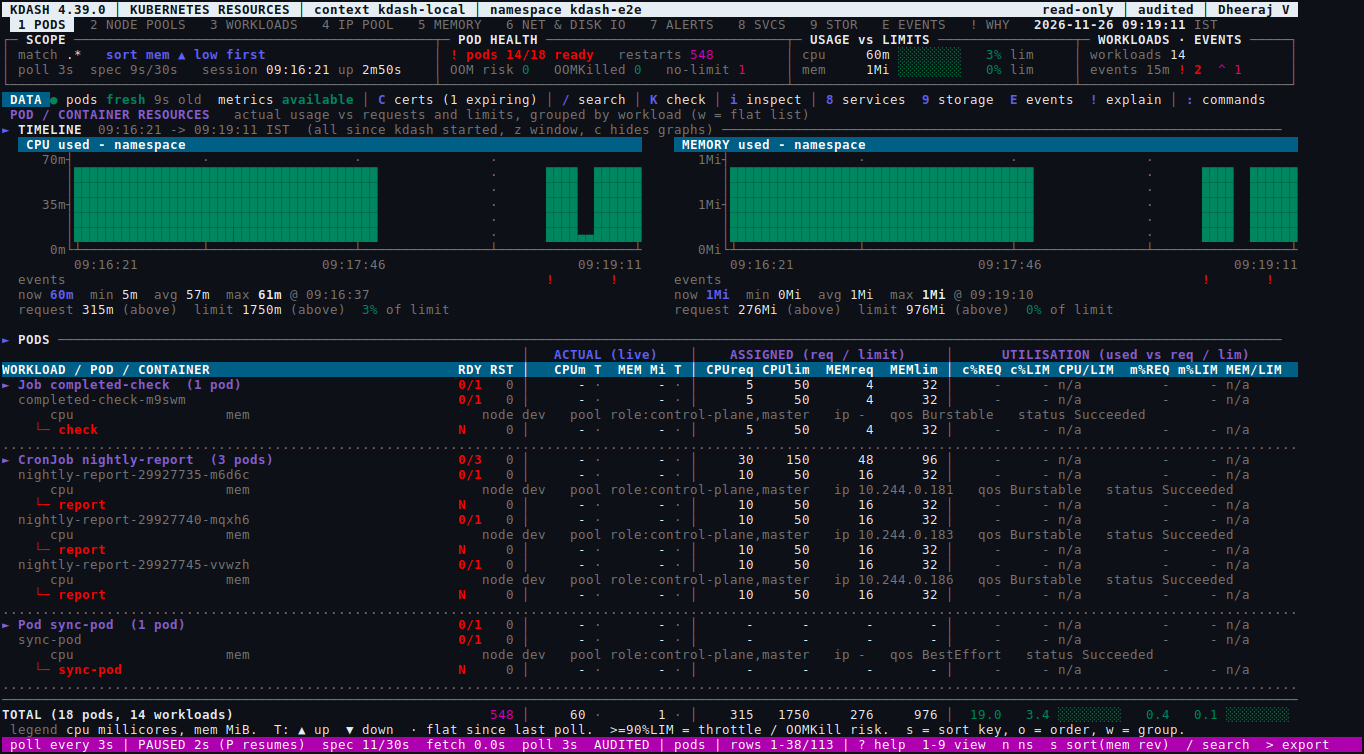 KDASH 4.39.0 │ KUBERNETES RESOURCES │ context kdash-local │ namespace kdash-e2e read-only │ audited │ Dheeraj V
1 PODS 2 NODE POOLS 3 WORKLOADS 4 IP POOL 5 MEMORY 6 NET & DISK IO 7 ALERTS 8 SVCS 9 STOR E EVENTS ! WHY 2026-11-26 09:19:11 IST
SCOPE POD HEALTH USAGE vs LIMITS WORKLOADS · EVENTS
match .* sort mem ▲ low first ! pods 14/18 ready restarts 548 cpu 60m 3% lim workloads 14
poll 3s spec 9s/30s session 09:16:21 up 2m50s OOM risk 0 OOMKilled 0 no-limit 1 mem 1Mi 0% lim events 15m ! 2 ^ 1
DATA ● pods fresh 9s old metrics available │ C certs (1 expiring) │ / search │ K check │ i inspect │ 8 services 9 storage E events ! explain │ : commands
POD / CONTAINER RESOURCES actual usage vs requests and limits, grouped by workload (w = flat list)
► TIMELINE 09:16:21 -> 09:19:11 IST (all since kdash started, z window, c hides graphs)
CPU used - namespace MEMORY used - namespace
70m 1Mi
35m 1Mi
0m 0Mi
09:16:21 09:17:46 09:19:11 09:16:21 09:17:46 09:19:11
events ! ! events ! !
now 60m min 5m avg 57m max 61m @ 09:16:37 now 1Mi min 0Mi avg 1Mi max 1Mi @ 09:19:10
request 315m (above) limit 1750m (above) 3% of limit request 276Mi (above) limit 976Mi (above) 0% of limit
► PODS
│ ACTUAL (live) │ ASSIGNED (req / limit) │ UTILISATION (used vs req / lim)
WORKLOAD / POD / CONTAINER RDY RST │ CPUm T MEM Mi T │ CPUreq CPUlim MEMreq MEMlim │ c%REQ c%LIM CPU/LIM m%REQ m%LIM MEM/LIM
► Job completed-check (1 pod) 0/1 0 │ - · - · │ 5 50 4 32 │ - - n/a - - n/a
completed-check-m9swm 0/1 0 │ - · - · │ 5 50 4 32 │ - - n/a - - n/a
cpu mem node dev pool role:control-plane,master ip - qos Burstable status Succeeded
└─ check N 0 │ - · - · │ 5 50 4 32 │ - - n/a - - n/a
► CronJob nightly-report (3 pods) 0/3 0 │ - · - · │ 30 150 48 96 │ - - n/a - - n/a
nightly-report-29927735-m6d6c 0/1 0 │ - · - · │ 10 50 16 32 │ - - n/a - - n/a
cpu mem node dev pool role:control-plane,master ip 10.244.0.181 qos Burstable status Succeeded
└─ report N 0 │ - · - · │ 10 50 16 32 │ - - n/a - - n/a
nightly-report-29927740-mqxh6 0/1 0 │ - · - · │ 10 50 16 32 │ - - n/a - - n/a
cpu mem node dev pool role:control-plane,master ip 10.244.0.183 qos Burstable status Succeeded
└─ report N 0 │ - · - · │ 10 50 16 32 │ - - n/a - - n/a
nightly-report-29927745-vvwzh 0/1 0 │ - · - · │ 10 50 16 32 │ - - n/a - - n/a
cpu mem node dev pool role:control-plane,master ip 10.244.0.186 qos Burstable status Succeeded
└─ report N 0 │ - · - · │ 10 50 16 32 │ - - n/a - - n/a
► Pod sync-pod (1 pod) 0/1 0 │ - · - · │ - - - - │ - - n/a - - n/a
sync-pod 0/1 0 │ - · - · │ - - - - │ - - n/a - - n/a
cpu mem node dev pool role:control-plane,master ip - qos BestEffort status Succeeded
└─ sync-pod N 0 │ - · - · │ - - - - │ - - n/a - - n/a
TOTAL (18 pods, 14 workloads) 548 │ 60 · 1 · │ 315 1750 276 976 │ 19.0 3.4 0.4 0.1
legend cpu millicores, mem MiB. T: ▲ up ▼ down · flat since last poll. >=90%LIM = throttle / OOMKill risk. s = sort key, o = order, w = group.
poll every 3s | PAUSED 2s (P resumes) spec 11/30s fetch 0.0s poll 3s AUDITED | pods | rows 1-38/113 | ? help 1-9 view n ns s sort(mem rev) / search > export